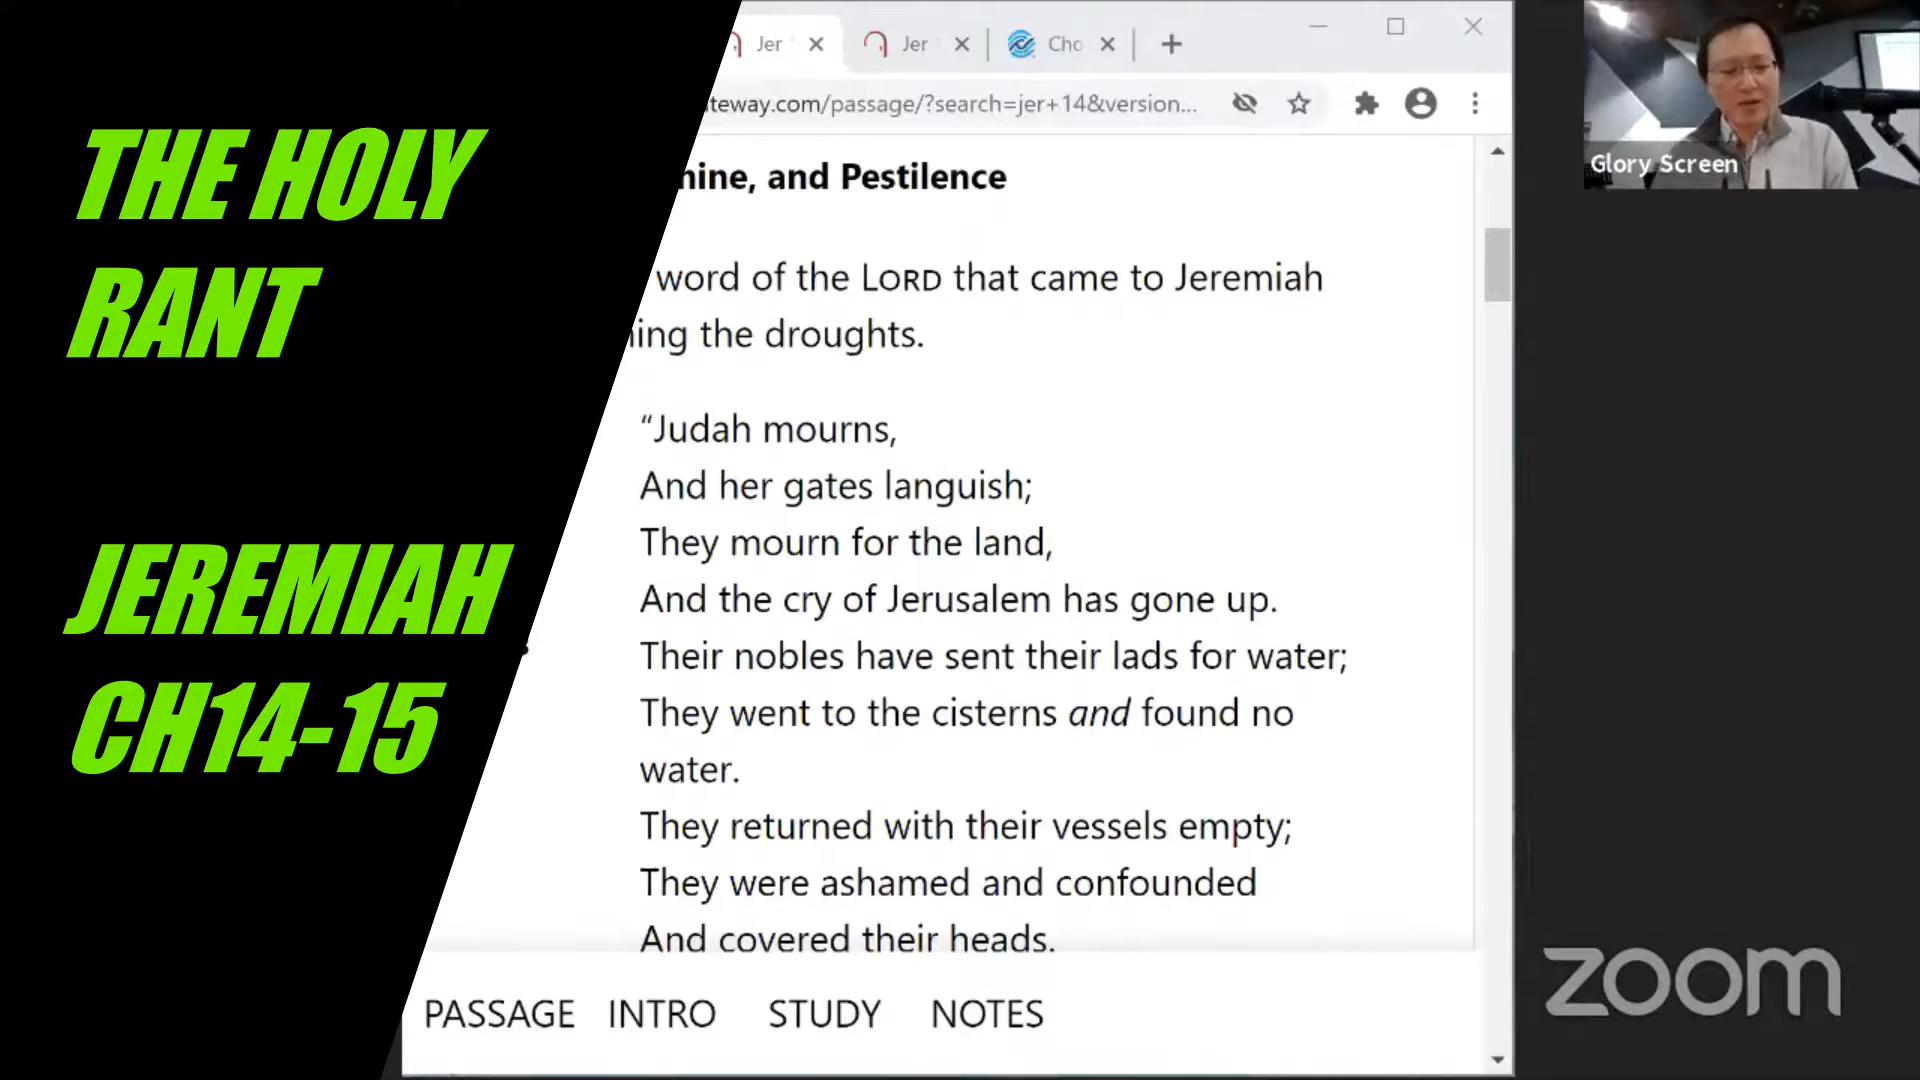 THE HOLY
RANT
JEREMIAH
CH14-15
Jer
Jer
Cho
teway.com/passage/?search=jer+14&version...
nine, and Pestilence
word of the LORD that came to Jeremiah
ning the droughts.
“Judah mourns,
And her gates languish;
They mourn for the land,
And the cry of Jerusalem has gone up.
Their nobles have sent their lads for water;
They went to the cisterns and found no
water.
They returned with their vessels empty;
They were ashamed and confounded
And covered their heads.
PASSAGE INTRO STUDY NOTES
Glory Screen
zoom